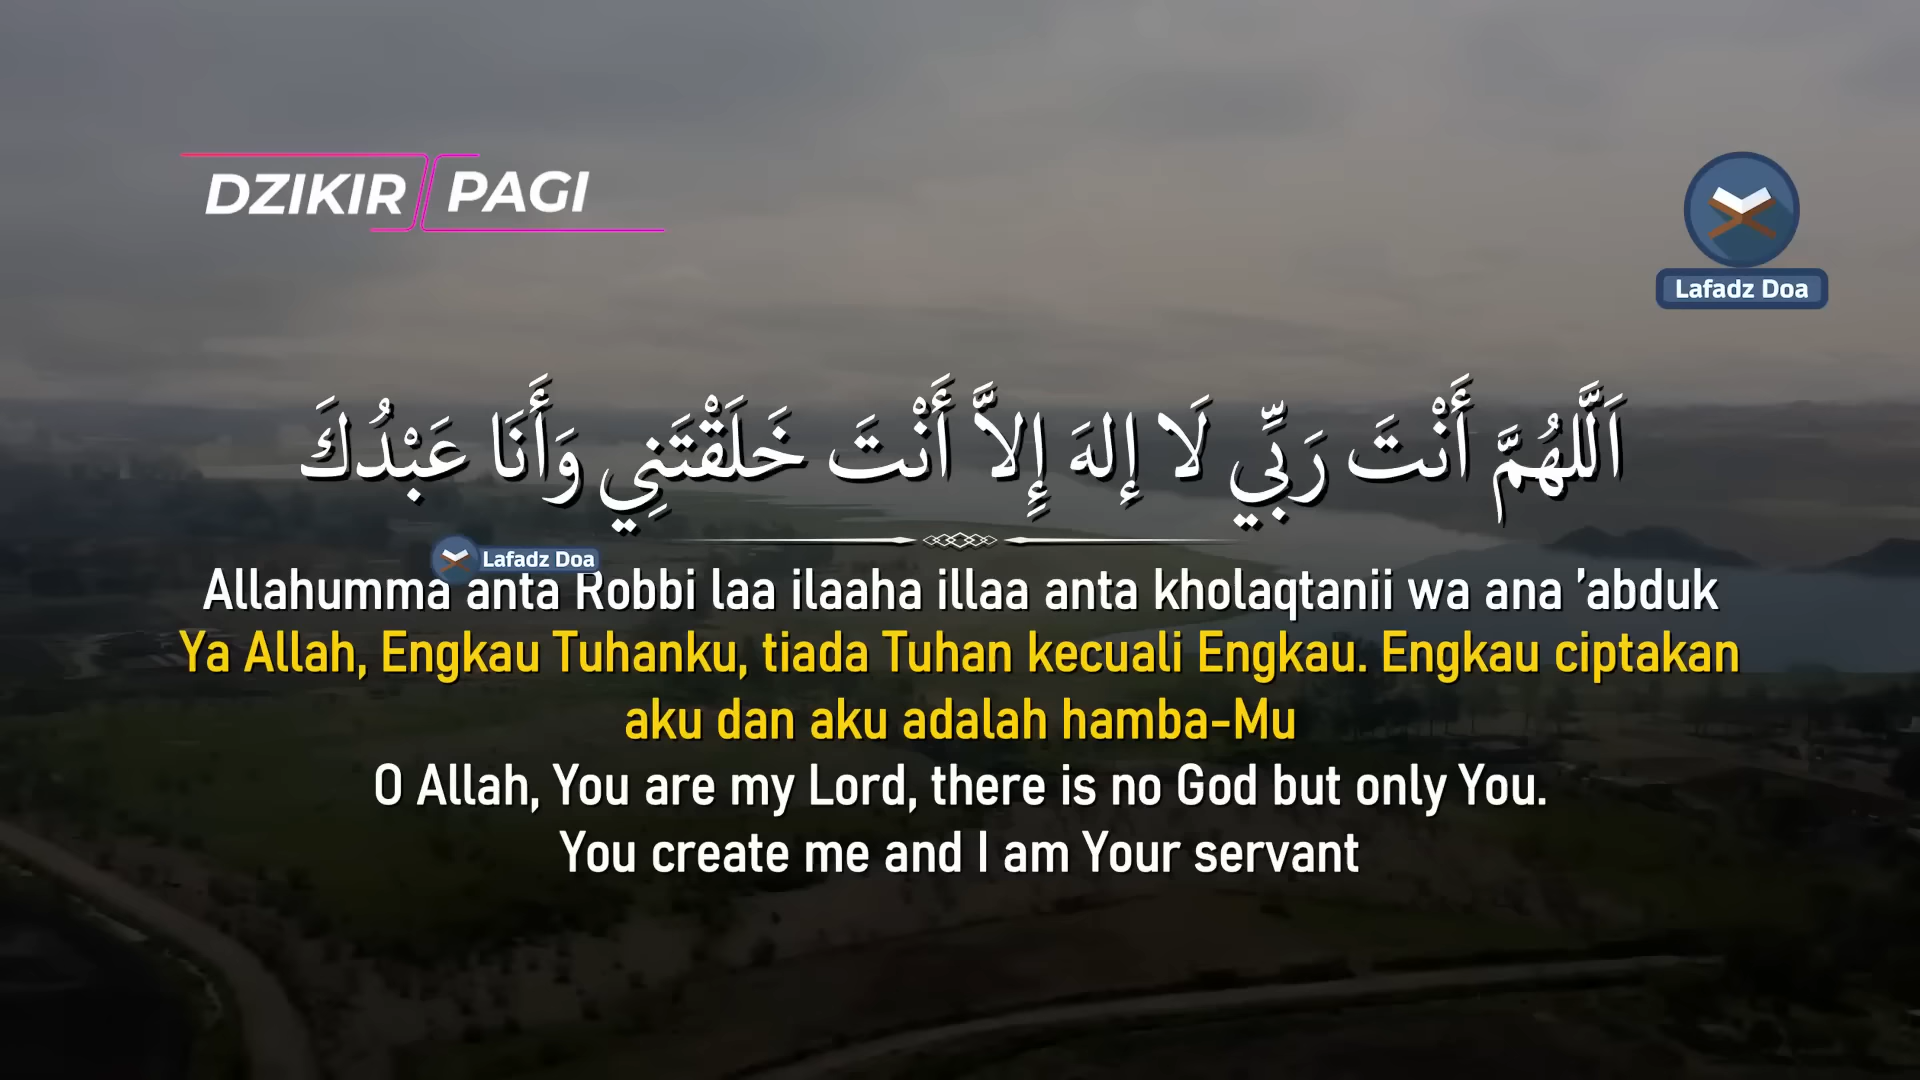 DZIKIR PAGI
Lafadz Doa
اَللَّهُمَّ أَنْتَ رَبِّي لَا إِلهَ إِلاَّ أَنْتَ خَلَقْتَنِي وَأَنَا عَبْدُكَ
Lafadz Doa
Allahumma anta Robbi laa ilaaha illaa anta kholaqtanii wa ana 'abduk
Ya Allah, Engkau Tuhanku, tiada Tuhan kecuali Engkau. Engkau ciptakan
aku dan aku adalah hamba-Mu
O Allah, You are my Lord, there is no God but only You.
You create me and I am Your servant